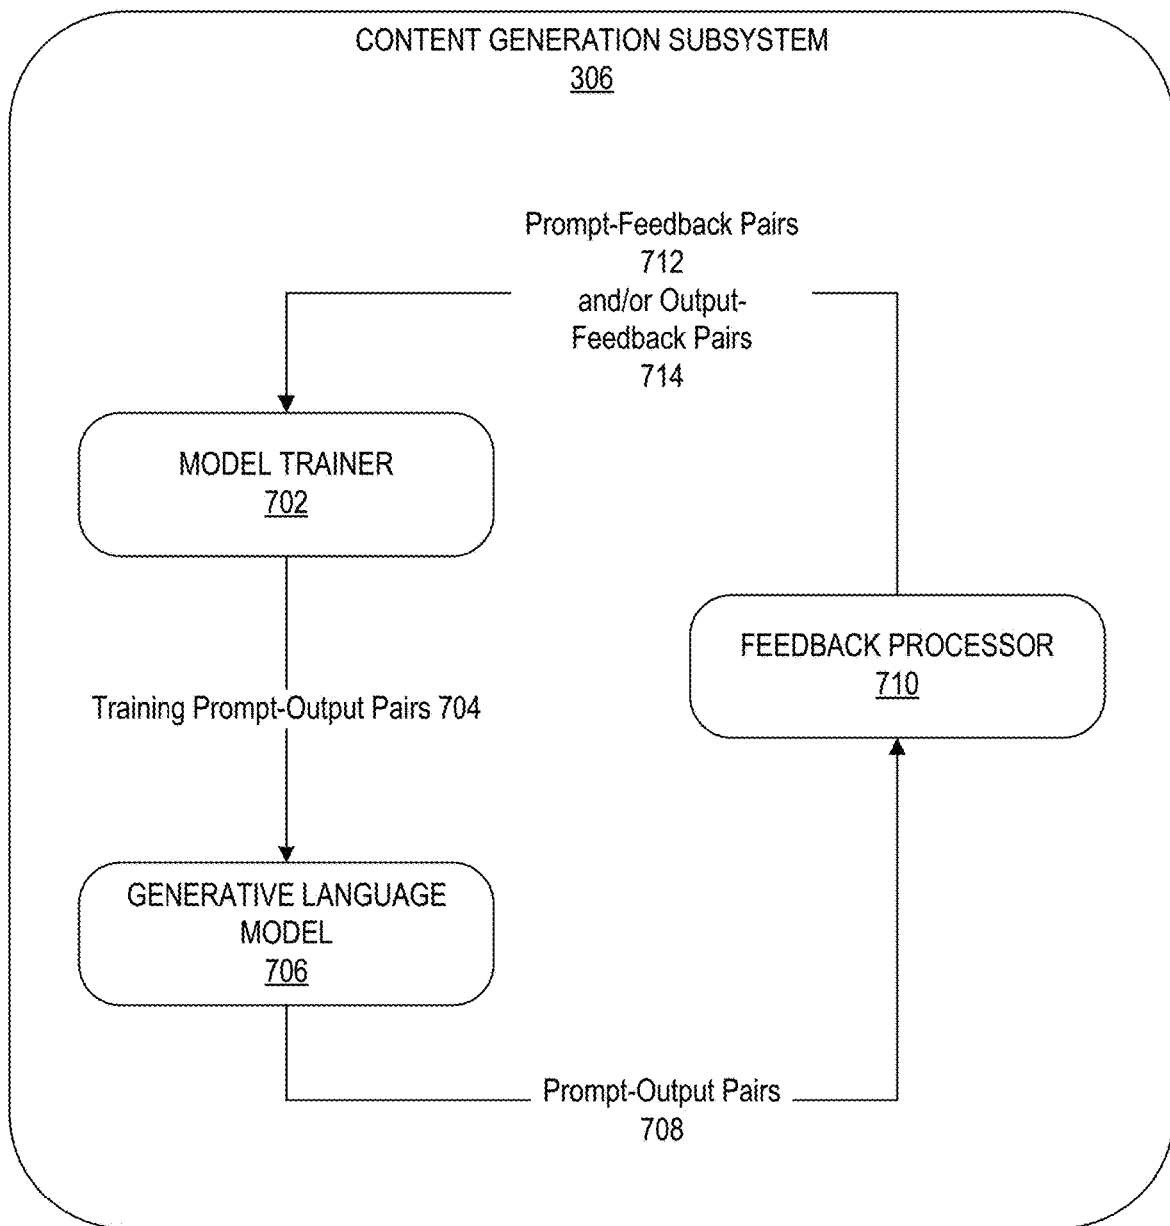 CONTENT GENERATION SUBSYSTEM
306
Prompt-Feedback Pairs
712
and/or Output-
Feedback Pairs
714
MODEL TRAINER
702
FEEDBACK PROCESSOR
710
Training Prompt-Output Pairs 704
GENERATIVE LANGUAGE
MODEL
706
Prompt-Output Pairs
708